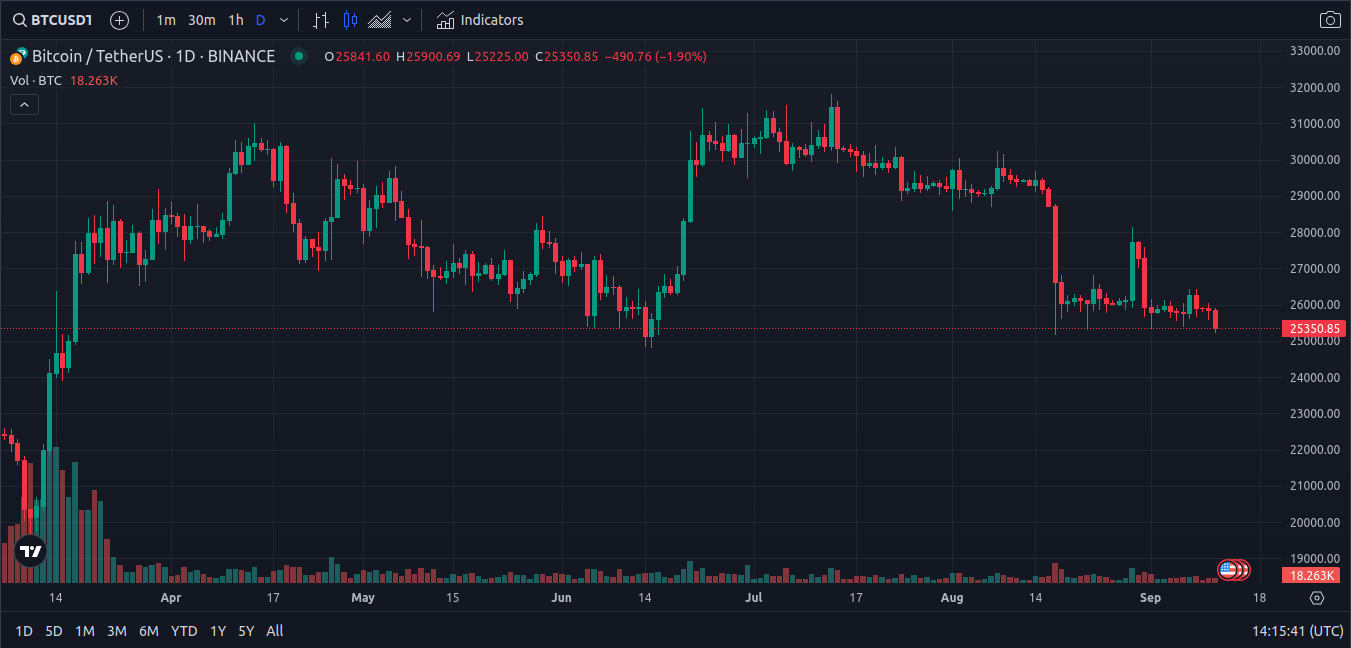 BTCUSDT 1m 30m 1h D Indicators
Bitcoin / TetherUS · 1D · BINANCE O25841.60 H25900.69 L25225.00 C25350.85 −490.76 (−1.90%)
Vol · BTC 18.263K
33000.00
32000.00
31000.00
30000.00
29000.00
28000.00
27000.00
26000.00
25350.85
25000.00
24000.00
23000.00
22000.00
21000.00
20000.00
19000.00
18.263K
14 Apr 17 May 15 Jun 14 Jul 17 Aug 14 Sep 18
1D 5D 1M 3M 6M YTD 1Y 5Y All 14:15:41 (UTC)